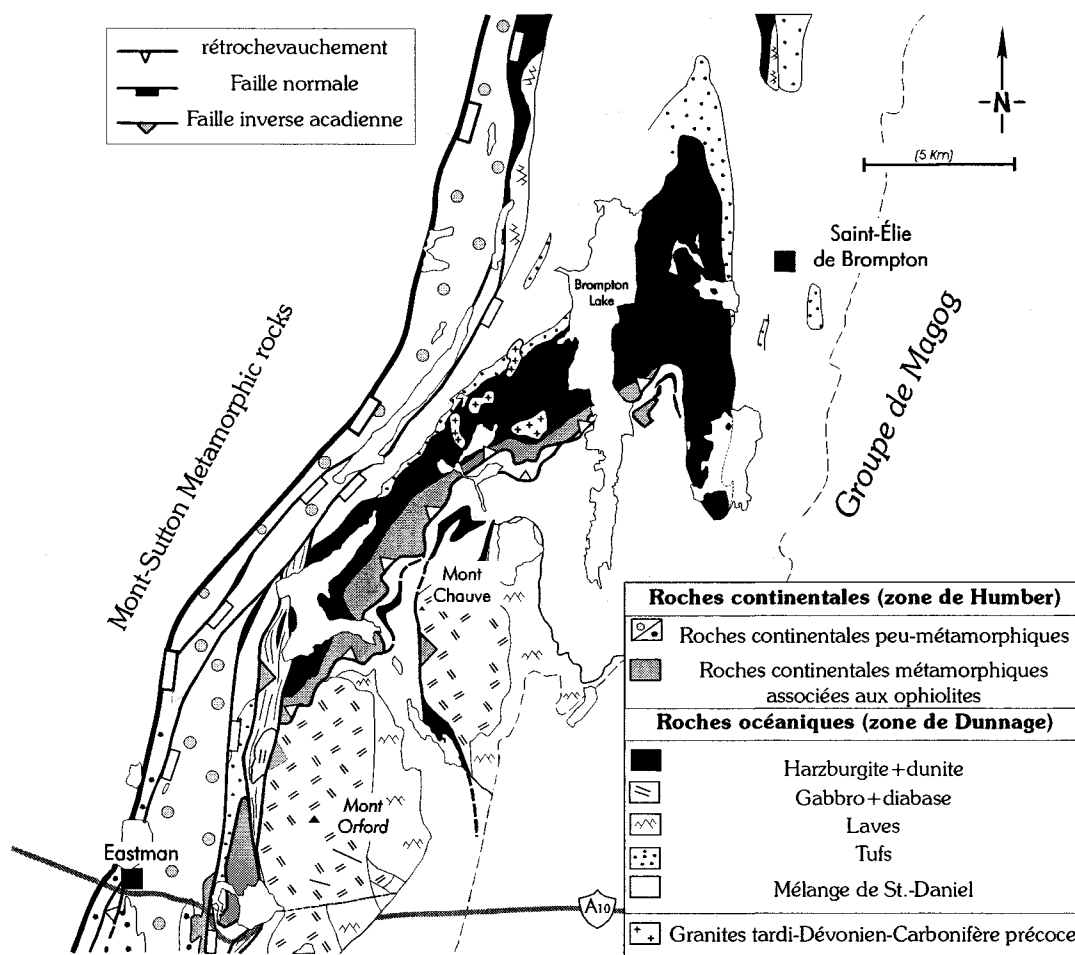 rétrochevauchement
Faille normale
Faille inverse acadienne
N
(5 Km)
Saint-Élie
de Brompton
Brompton
Lake
Groupe de Magog
Mont-Sutton Metamorphic rocks
Mont
Chauve
Mont
Orford
Eastman
A10
Roches continentales (zone de Humber)
Roches continentales peu-métamorphiques
Roches continentales métamorphiques
associées aux ophiolites
Roches océaniques (zone de Dunnage)
Harzburgite+dunite
Gabbro+diabase
Laves
Tufs
Mélange de St.-Daniel
Granites tardi-Dévonien-Carbonifère précoce